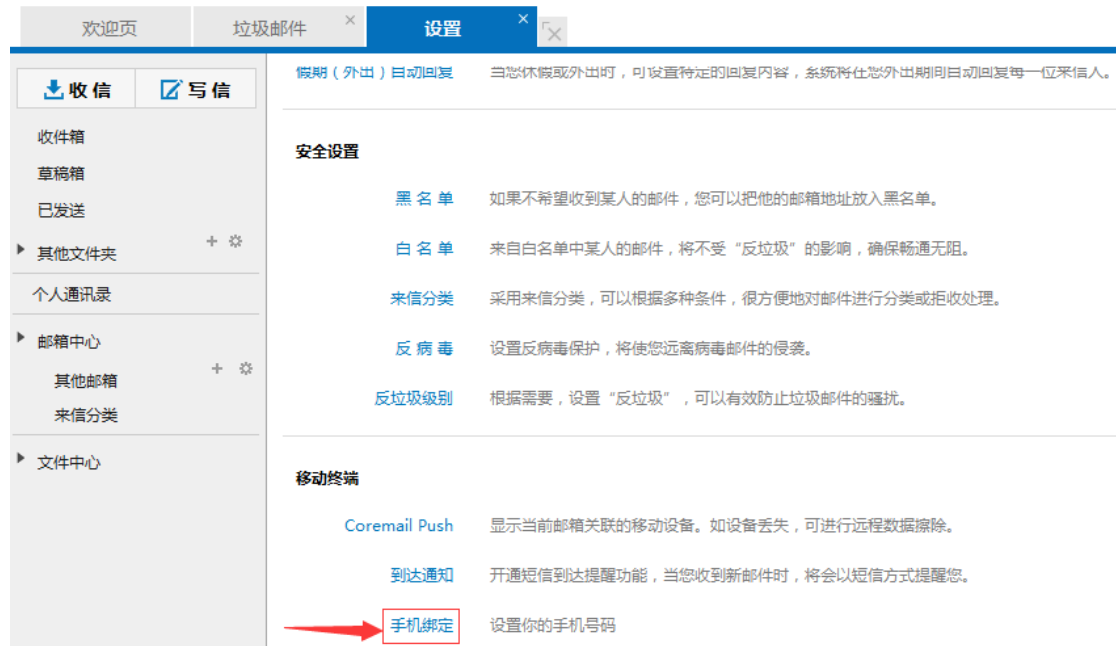 欢迎页 垃圾邮件 设置
收信 写信
收件箱
草稿箱
已发送
其他文件夹
个人通讯录
邮箱中心
其他邮箱
来信分类
文件中心
假期（外出）自动回复 当您休假或外出时，可设置特定的回复内容，系统将在您外出期间自动回复每一位来信人。
安全设置
黑名单 如果不希望收到某人的邮件，您可以把他的邮箱地址放入黑名单。
白名单 来自白名单中某人的邮件，将不受“反垃圾”的影响，确保畅通无阻。
来信分类 采用来信分类，可以根据多种条件，很方便地对邮件进行分类或拒收处理。
反病毒 设置反病毒保护，将使您远离病毒邮件的侵袭。
反垃圾级别 根据需要，设置“反垃圾”，可以有效防止垃圾邮件的骚扰。
移动终端
Coremail Push 显示当前邮箱关联的移动设备。如设备丢失，可进行远程数据擦除。
到达通知 开通短信到达提醒功能，当您收到新邮件时，将会以短信方式提醒您。
手机绑定 设置你的手机号码